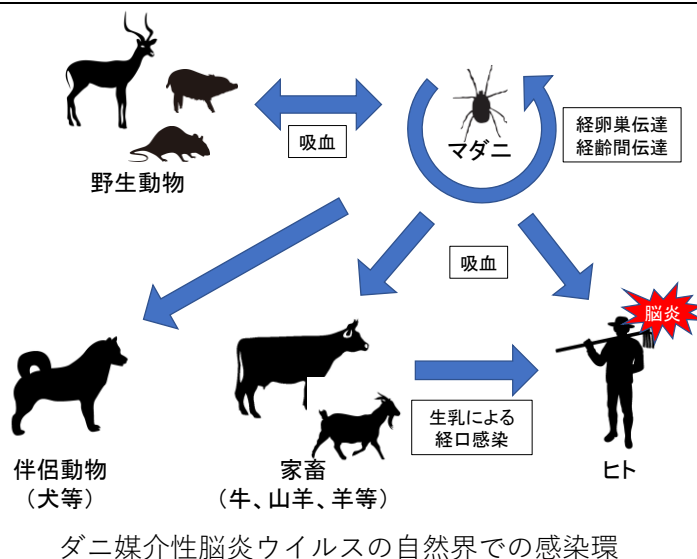 吸血
マダニ
経卵巣伝達
経齢間伝達
野生動物
吸血
脳炎
生乳による
経口感染
伴侶動物
（犬等）
家畜
（牛、山羊、羊等）
ヒト
ダニ媒介性脳炎ウイルスの自然界での感染環